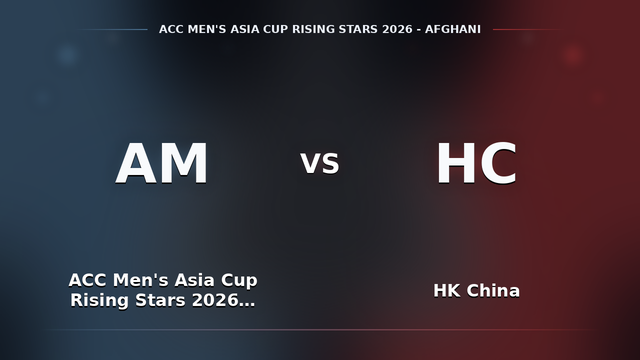 ACC MEN'S ASIA CUP RISING STARS 2026 - AFGHANI
AM
VS
HC
ACC Men's Asia Cup
Rising Stars 2026...
HK China